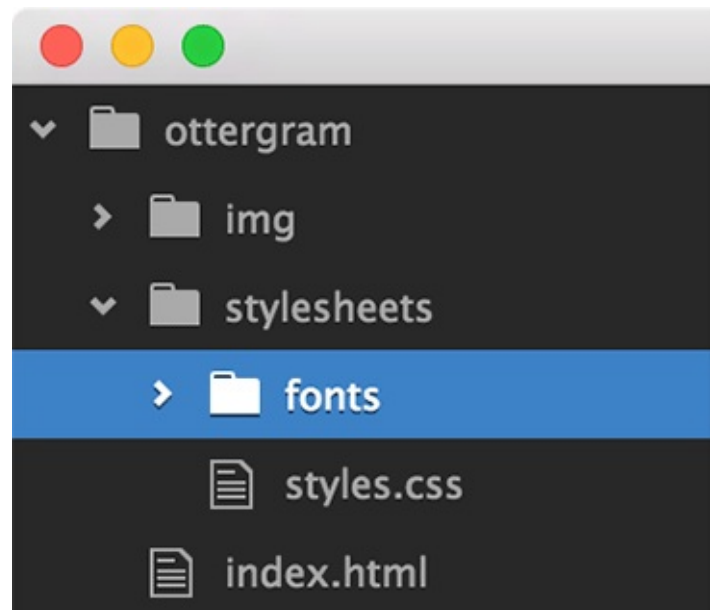 ottergram
img
stylesheets
fonts
styles.css
index.html